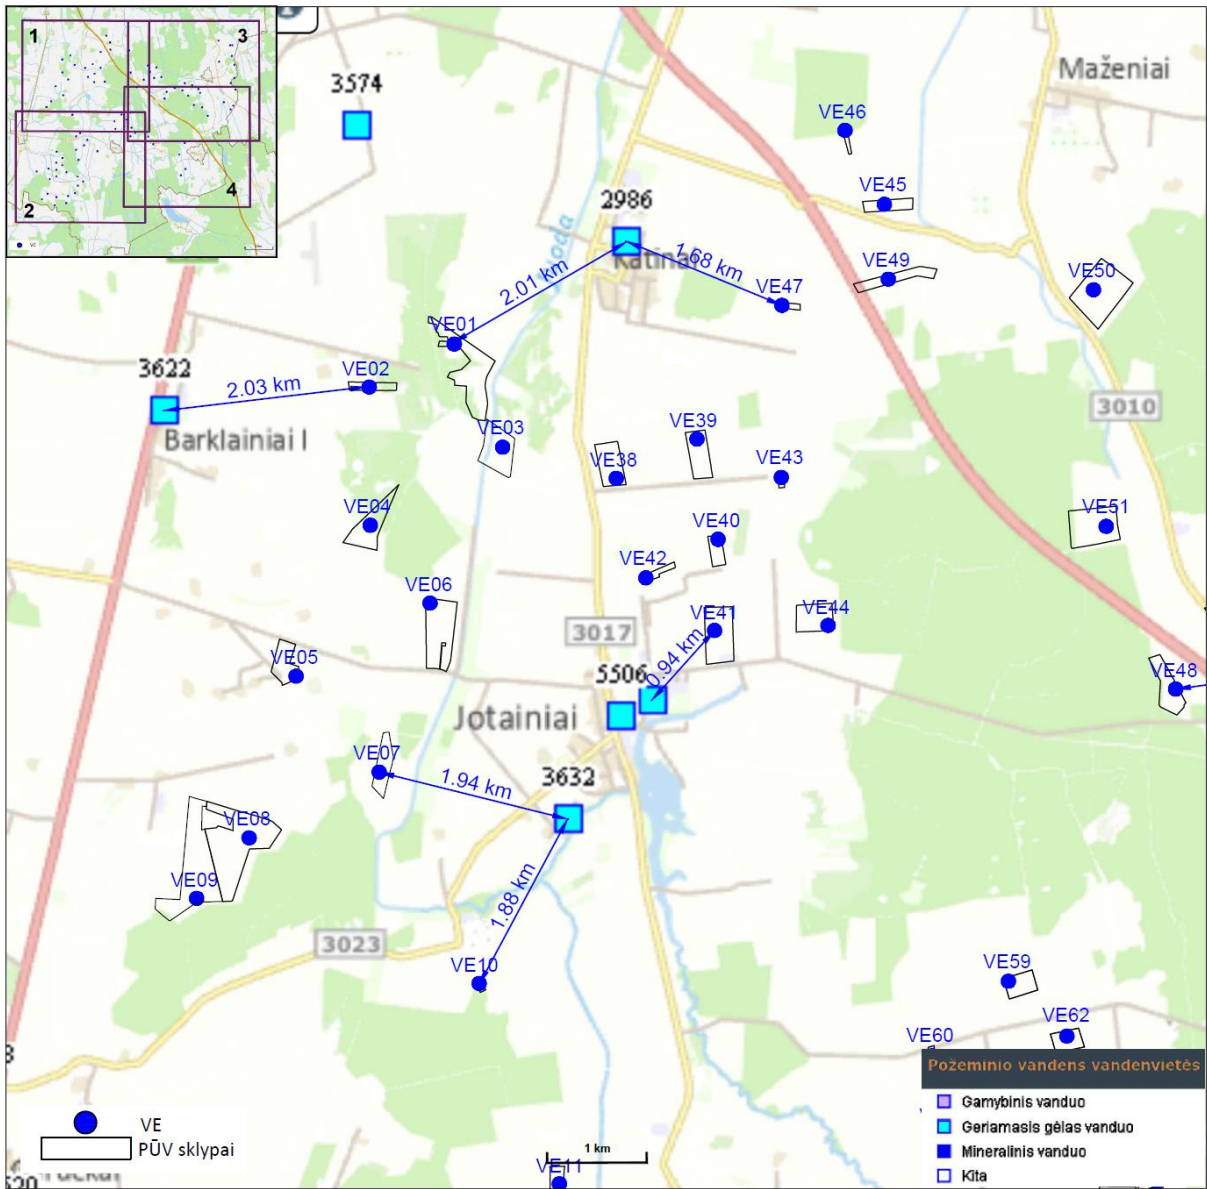 1
3
2
4
VE
3574
Maženiai
VE46
2986
VE45
Katinai
1.68 km
2.01 km
VE49
VE50
VE47
VE01
3622
VE02
2.03 km
3010
Barklainiai I
VE03
VE39
VE38
VE43
VE04
VE51
VE40
VE42
VE06
VE41
VE44
3017
0.94 km
VE05
5506
VE48
Jotainiai
VE07
1.94 km
3632
VE08
VE09
1.88 km
3023
VE10
VE59
VE62
VE60
Požeminio vandens vandenvietės
Gamybinis vanduo
Geriamasis gėlas vanduo
Mineralinis vanduo
Kita
VE
PŪV sklypai
1 km
VE11